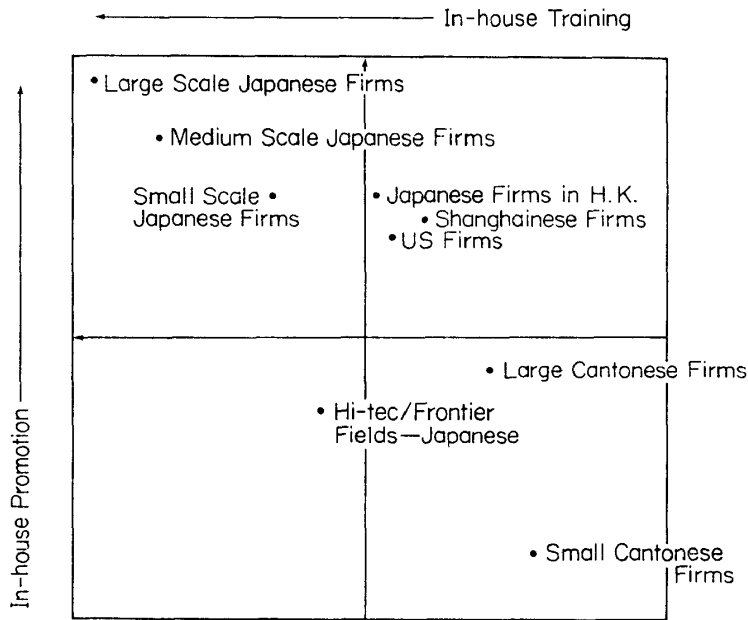 In-house Training
Large Scale Japanese Firms
Medium Scale Japanese Firms
Small Scale
Japanese Firms
Japanese Firms in H.K.
Shanghainese Firms
US Firms
Large Cantonese Firms
Hi-tec/Frontier
Fields—Japanese
Small Cantonese
Firms
In-house Promotion